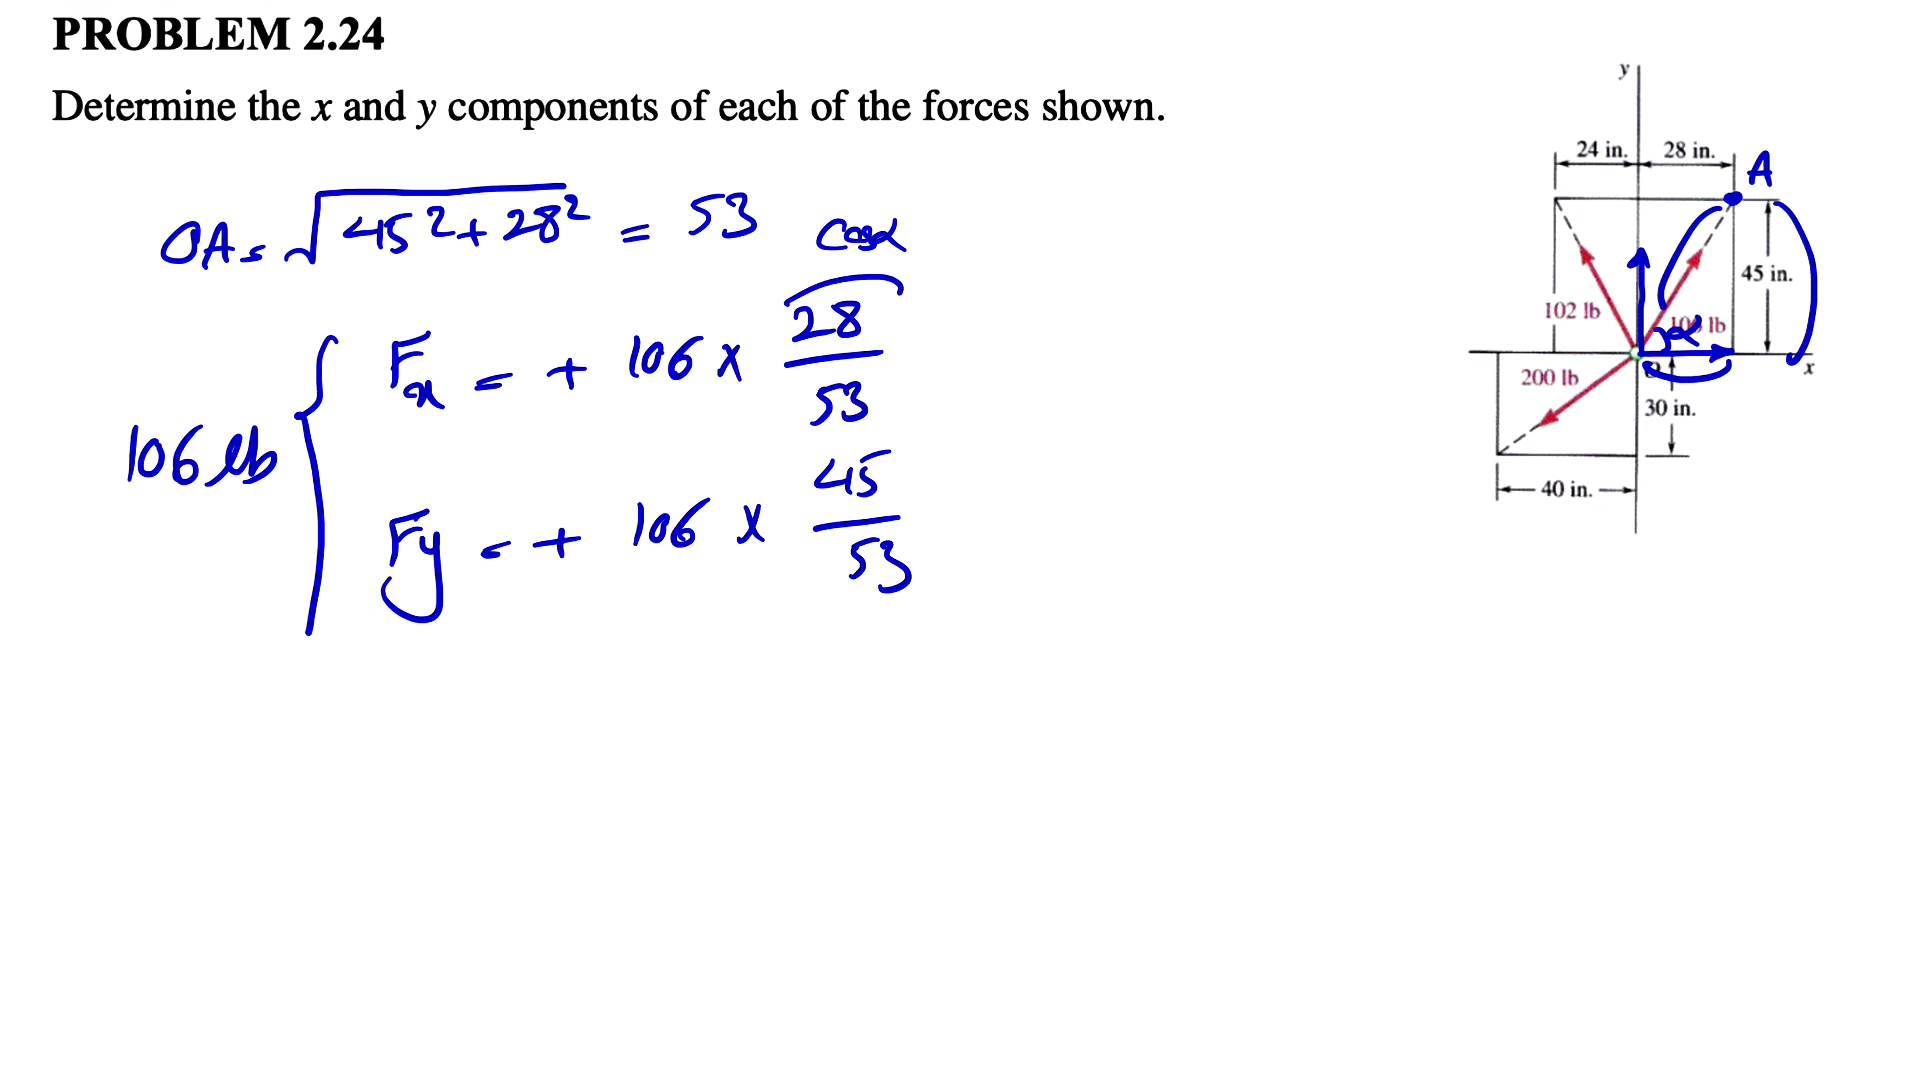 PROBLEM 2.24
Determine the x and y components of each of the forces shown.
OA = √45² + 28² = 53
cosα
106 lb
Fx = + 106 × 28/53
Fy = + 106 × 45/53
y
24 in.
28 in.
A
45 in.
102 lb
lb
α
x
200 lb
30 in.
40 in.